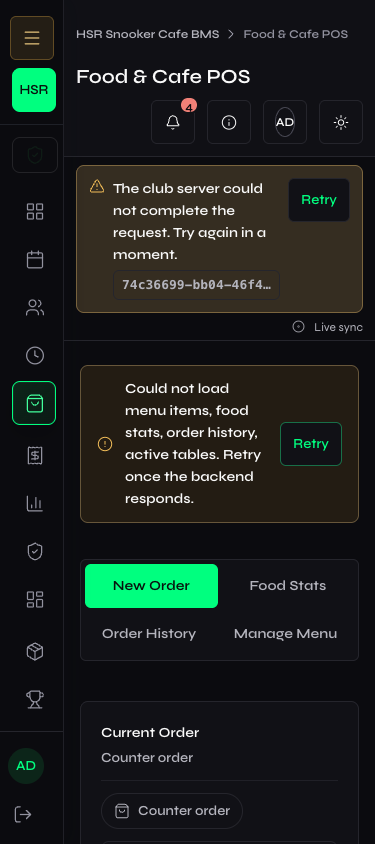 HSR Snooker Cafe BMS > Food & Cafe POS
HSR
Food & Cafe POS
4
AD
The club server could
not complete the
request. Try again in a
moment.
Retry
74c36699-bb04-46f4…
Live sync
Could not load
menu items, food
stats, order history,
active tables. Retry
once the backend
responds.
Retry
New Order
Food Stats
Order History
Manage Menu
Current Order
Counter order
Counter order
AD